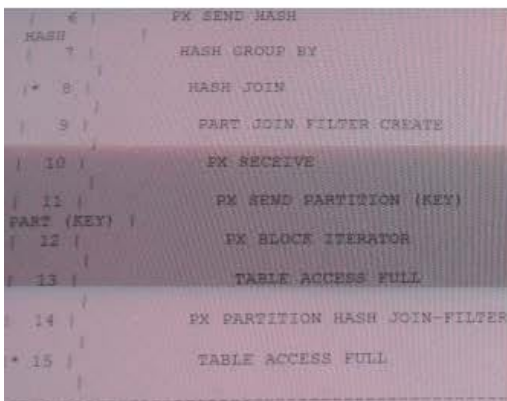 | 6 | PX SEND HASH
HASH |
| 7 | HASH GROUP BY
|
|* 8 | HASH JOIN
|
| 9 | PART JOIN FILTER CREATE
|
| 10 | PX RECEIVE
|
| 11 | PX SEND PARTITION (KEY)
PART (KEY) |
| 12 | PX BLOCK ITERATOR
|
| 13 | TABLE ACCESS FULL
|
| 14 | PX PARTITION HASH JOIN-FILTER
|
|* 15 | TABLE ACCESS FULL
|